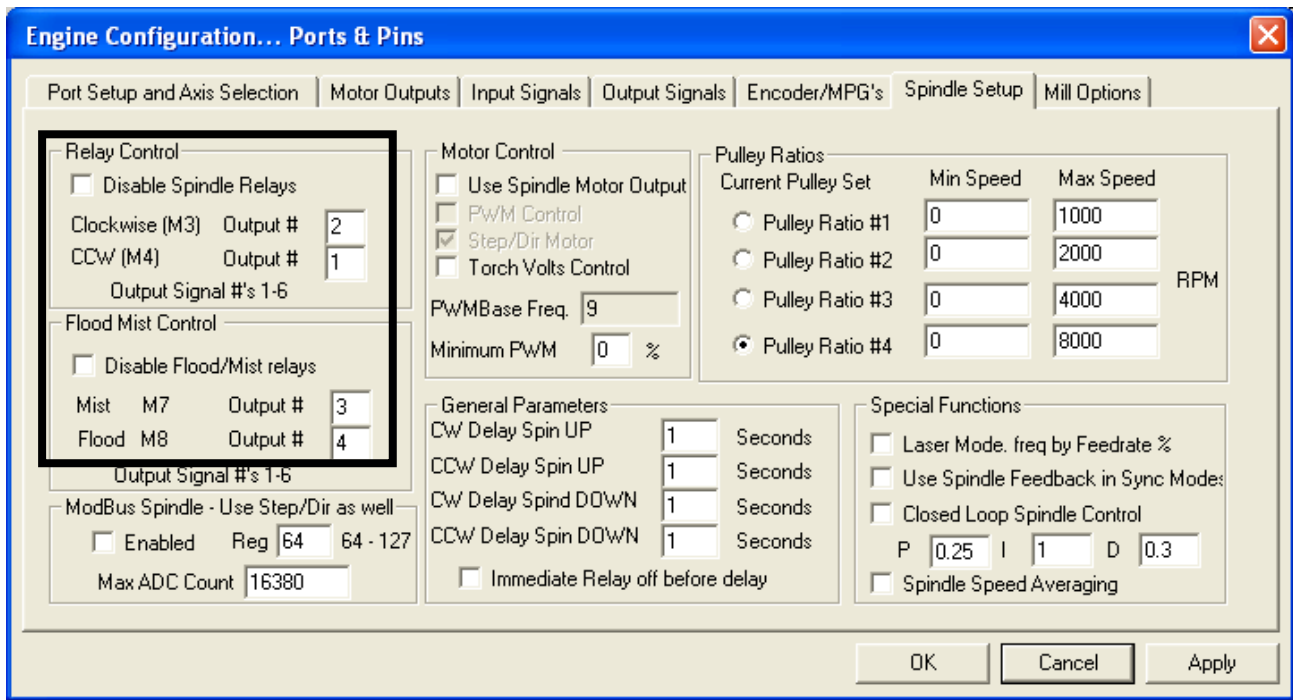 Engine Configuration... Ports & Pins
Port Setup and Axis Selection
Motor Outputs
Input Signals
Output Signals
Encoder/MPG's
Spindle Setup
Mill Options
Relay Control
Disable Spindle Relays
Clockwise (M3) Output # 2
CCW (M4) Output # 1
Output Signal #'s 1-6
Flood Mist Control
Disable Flood/Mist relays
Mist M7 Output # 3
Flood M8 Output # 4
Output Signal #'s 1-6
ModBus Spindle - Use Step/Dir as well
Enabled Reg 64 64 - 127
Max ADC Count 16380
Motor Control
Use Spindle Motor Output
PWM Control
Step/Dir Motor
Torch Volts Control
PWMBase Freq. 9
Minimum PWM 0 %
General Parameters
CW Delay Spin UP 1 Seconds
CCW Delay Spin UP 1 Seconds
CW Delay Spind DOWN 1 Seconds
CCW Delay Spin DOWN 1 Seconds
Immediate Relay off before delay
Pulley Ratios
Current Pulley Set Min Speed Max Speed
Pulley Ratio #1 0 1000
Pulley Ratio #2 0 2000
Pulley Ratio #3 0 4000
Pulley Ratio #4 0 8000
RPM
Special Functions
Laser Mode. freq by Feedrate %
Use Spindle Feedback in Sync Modes
Closed Loop Spindle Control
P 0.25 I 1 D 0.3
Spindle Speed Averaging
OK
Cancel
Apply